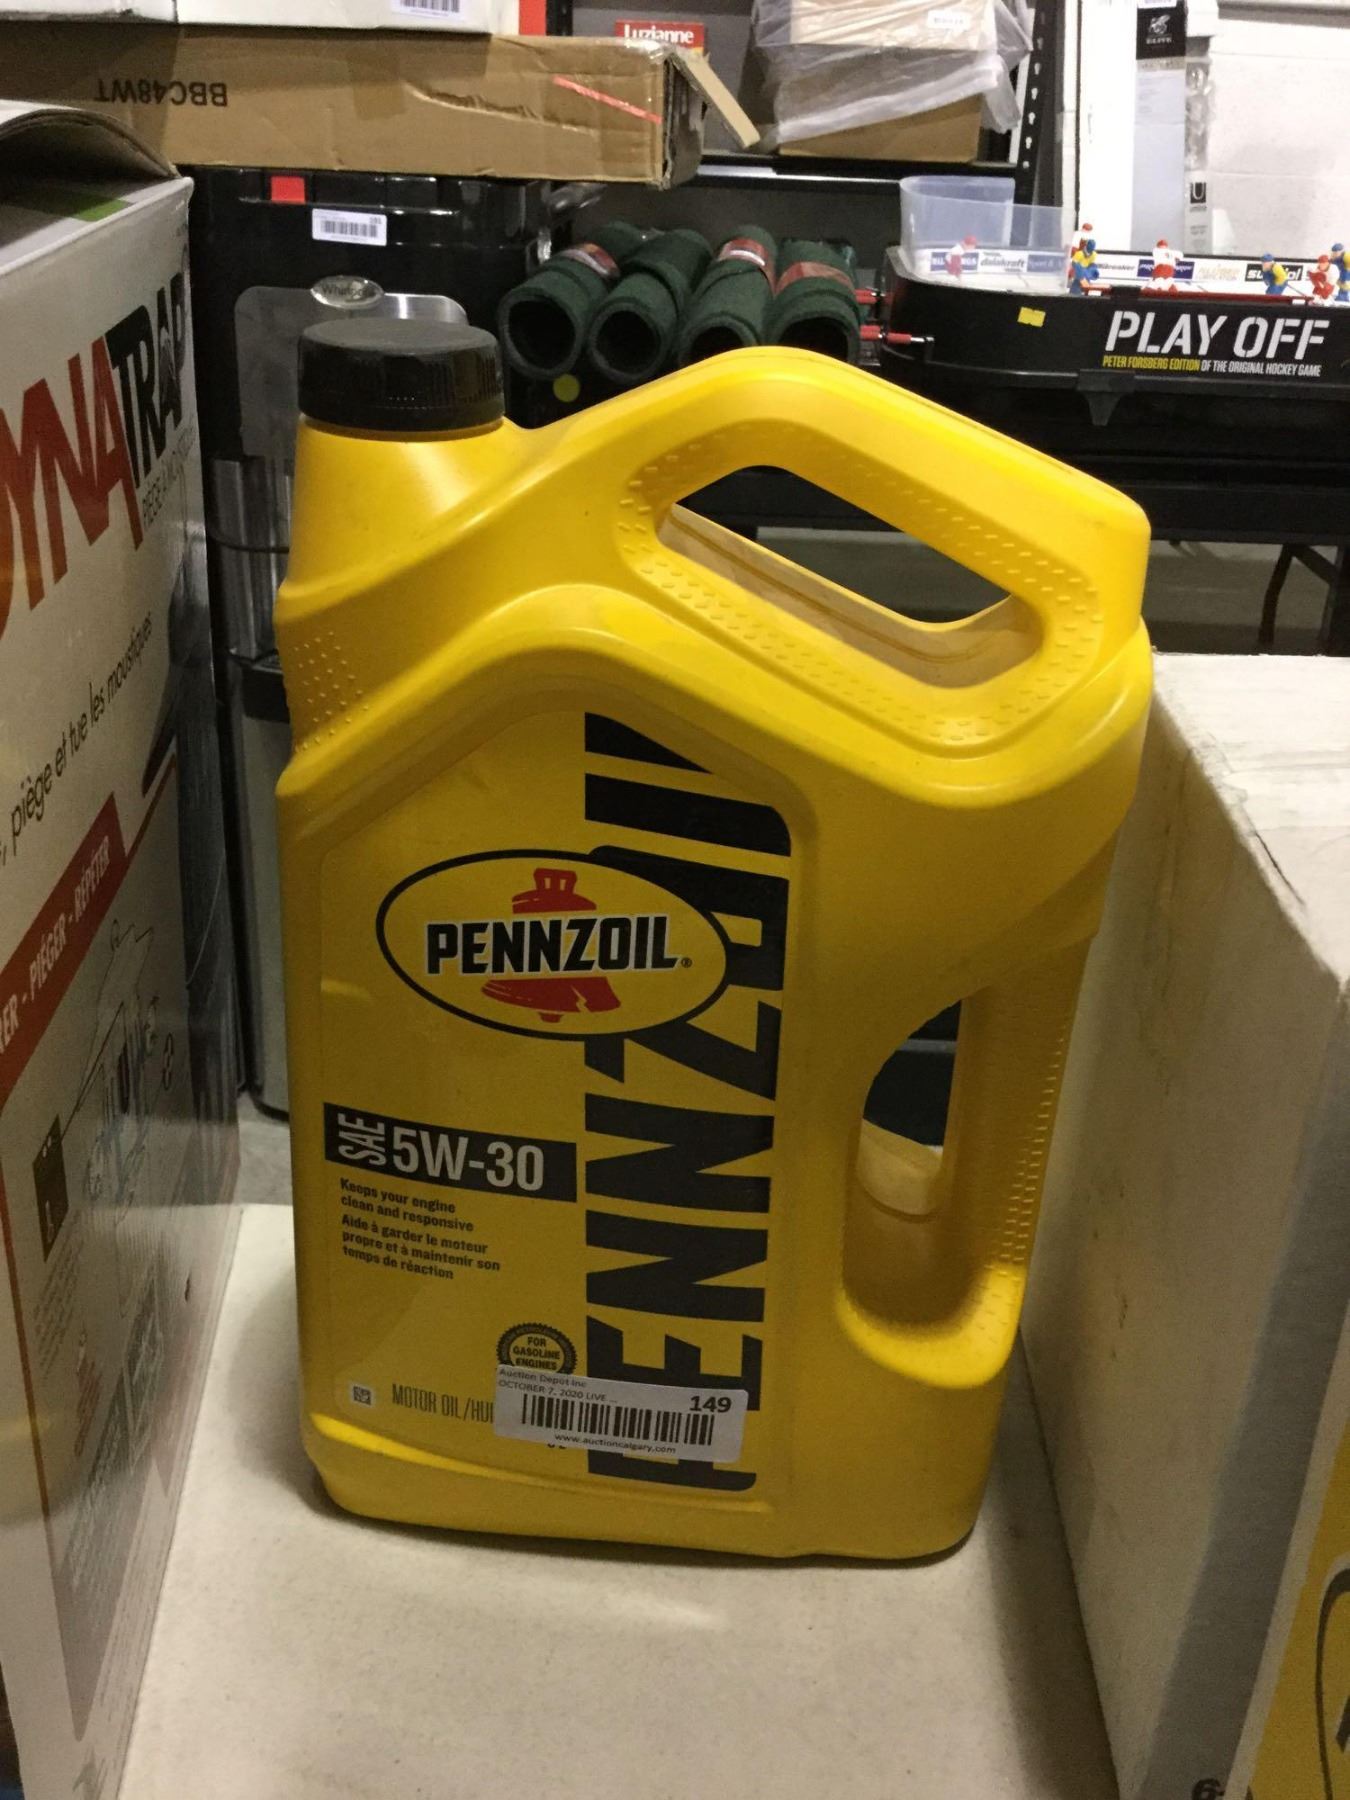 BBC48WT
Luzianne
ELITE
Whirlpool
PLAY OFF
PETER FORSBERG EDITION OF THE ORIGINAL HOCKEY GAME
DYNATRAP
piège et tue les moustiques
PIÉGER - RÉPÉTER
PENNZOIL®
PENNZOIL
SAE 5W-30
Keeps your engine
clean and responsive
Aide à garder le moteur
propre et à maintenir son
temps de réaction
FOR
GASOLINE
ENGINES
MOTOR OIL/HUI
Auction Depot Inc
OCTOBER 7, 2020 LIVE ...
149
www.auctioncalgary.com